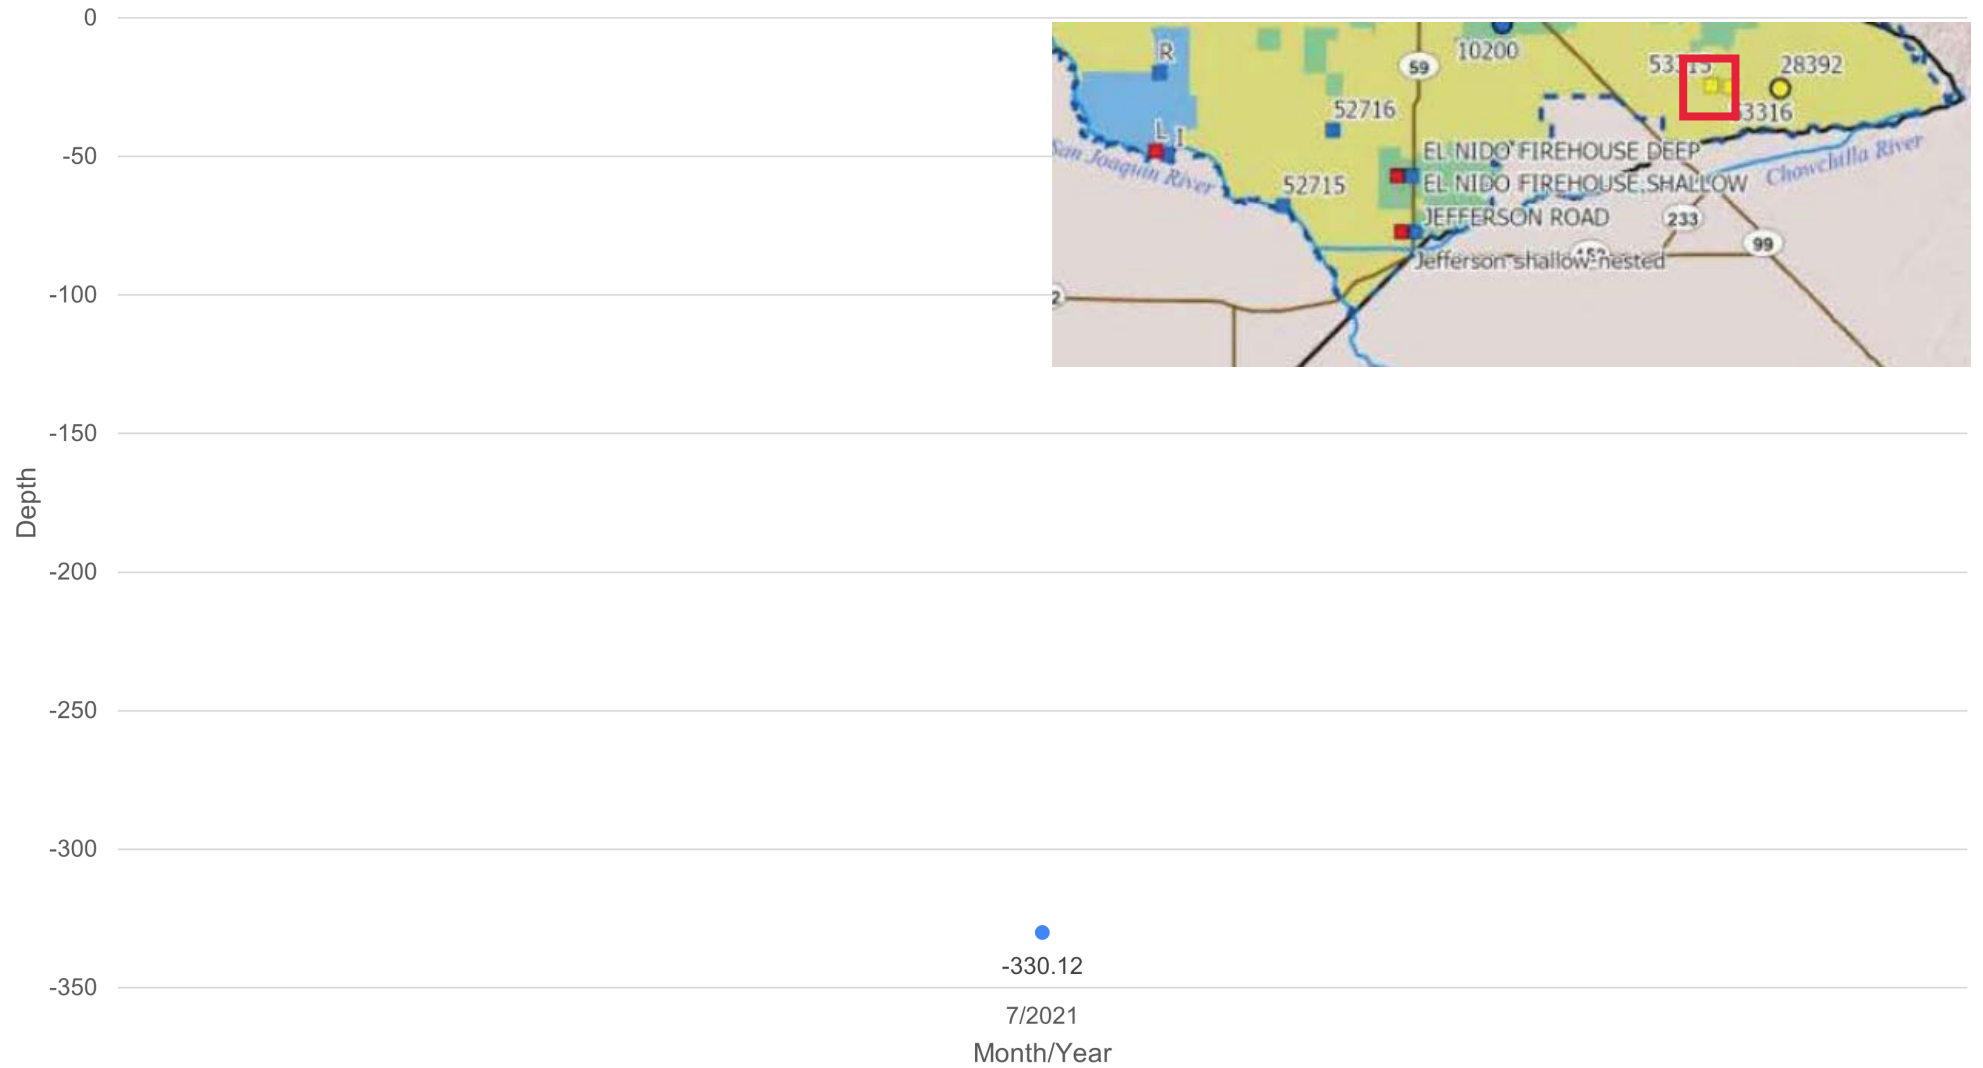 0
-50
-100
-150
-200
-250
-300
-350
Depth
R
59
10200
28392
52716
L
I
EL NIDO FIREHOUSE DEEP
San Joaquin River
52715
EL NIDO FIREHOUSE SHALLOW
Chowchilla River
JEFFERSON ROAD
233
99
Jefferson shallow nested
2
-330.12
7/2021
Month/Year